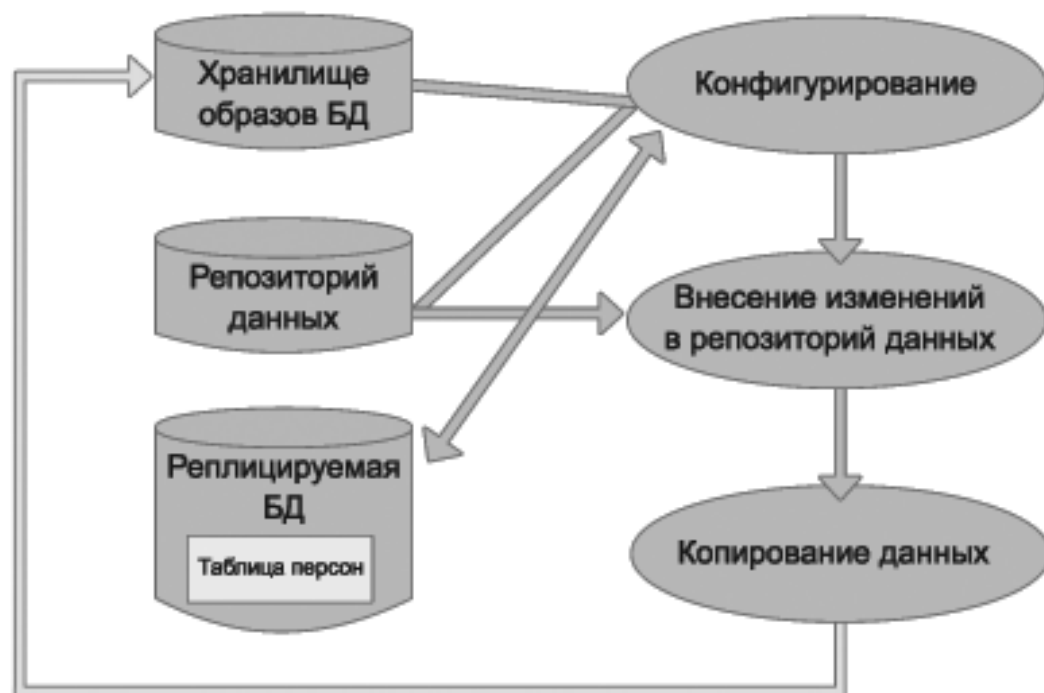 Хранилище
образов БД
Конфигурирование
Репозиторий
данных
Внесение изменений
в репозиторий данных
Реплицируемая
БД
Таблица персон
Копирование данных